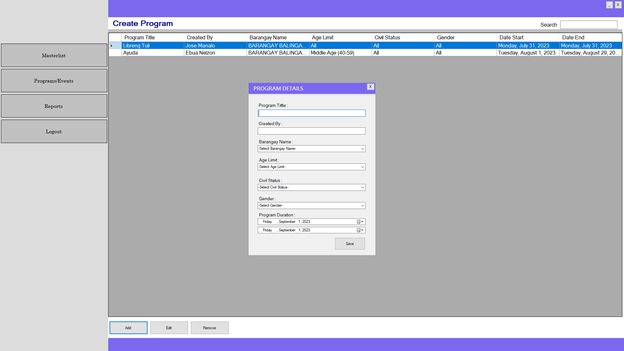 Create Program
Search
Program Title Created By Barangay Name Age Limit Civil Status Gender Date Start Date End
Libreng Tuli Jose Manalo BARANGAY BALINGA... All All All Monday, July 31, 2023 Monday, July 31, 2023
Ayuda Ebua Nelzon BARANGAY BALINGA... Middle Age (40-59) All All Tuesday, August 1, 2023 Tuesday, August 29, 20...
Masterlist
Programs/Events
Reports
Logout
PROGRAM DETAILS
X
Program Tittle :
Created By :
Barangay Name :
-Select Barangay Name-
Age Limit :
-Select Age Limit-
Civil Status :
-Select Civil Status-
Gender :
-Select Gender-
Program Duration :
Friday , September 1, 2023
Friday , September 1, 2023
Save
Add Edit Remove